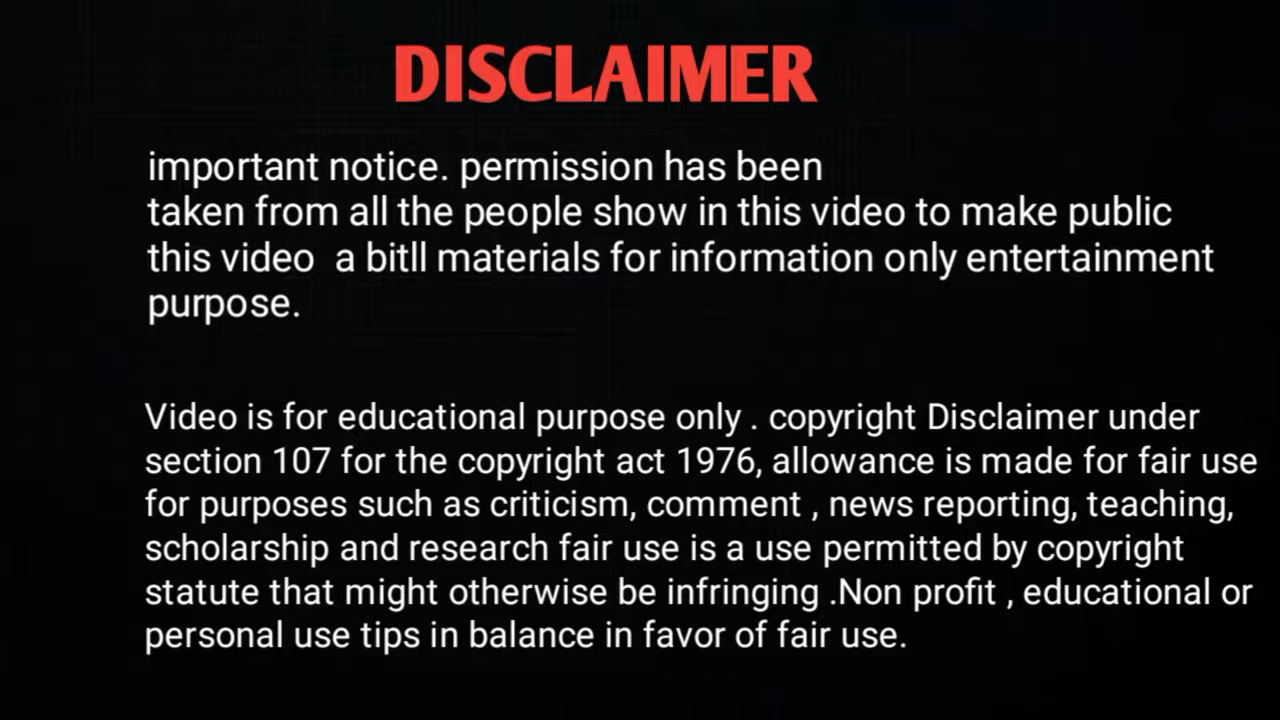 DISCLAIMER
important notice. permission has been
taken from all the people show in this video to make public
this video a bitll materials for information only entertainment
purpose.
Video is for educational purpose only . copyright Disclaimer under
section 107 for the copyright act 1976, allowance is made for fair use
for purposes such as criticism, comment , news reporting, teaching,
scholarship and research fair use is a use permitted by copyright
statute that might otherwise be infringing .Non profit , educational or
personal use tips in balance in favor of fair use.